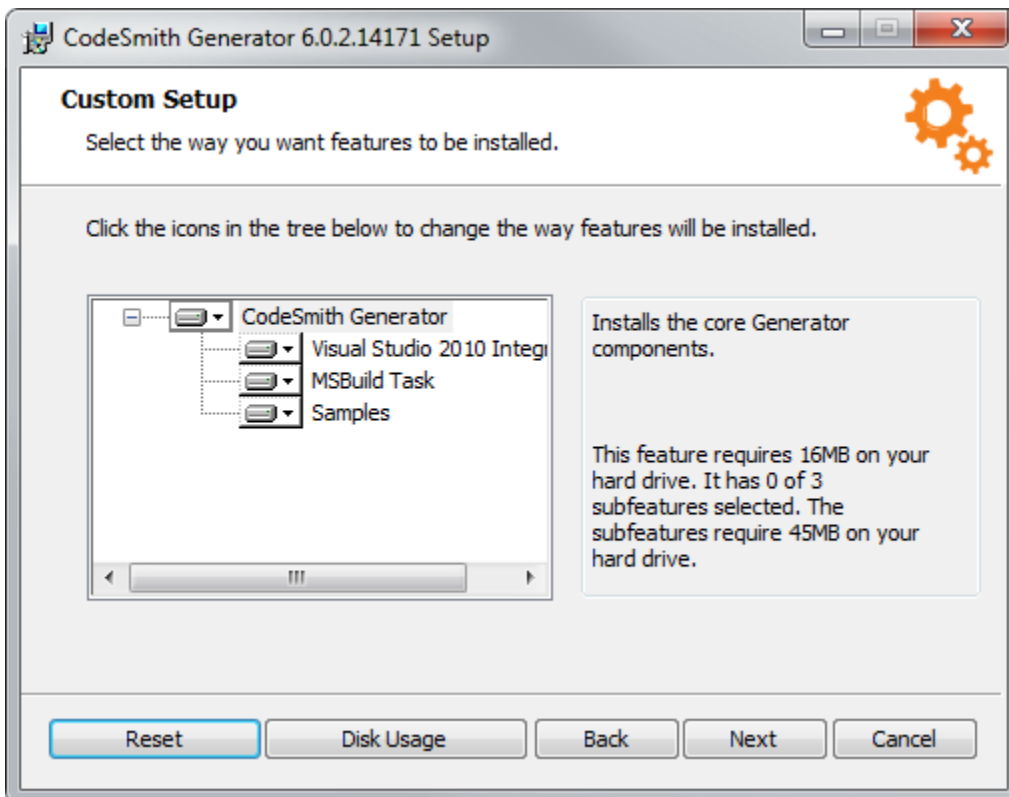 CodeSmith Generator 6.0.2.14171 Setup
Custom Setup
Select the way you want features to be installed.
Click the icons in the tree below to change the way features will be installed.
CodeSmith Generator
Visual Studio 2010 Integr
MSBuild Task
Samples
Installs the core Generator
components.
This feature requires 16MB on your
hard drive. It has 0 of 3
subfeatures selected. The
subfeatures require 45MB on your
hard drive.
Reset
Disk Usage
Back
Next
Cancel